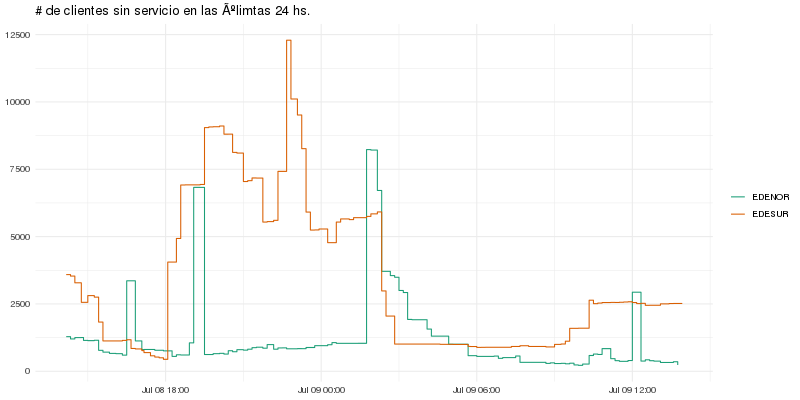 # de clientes sin servicio en las Ãºlimtas 24 hs.
12500
10000
7500
5000
2500
0
Jul 08 18:00
Jul 09 00:00
Jul 09 06:00
Jul 09 12:00
EDENOR
EDESUR